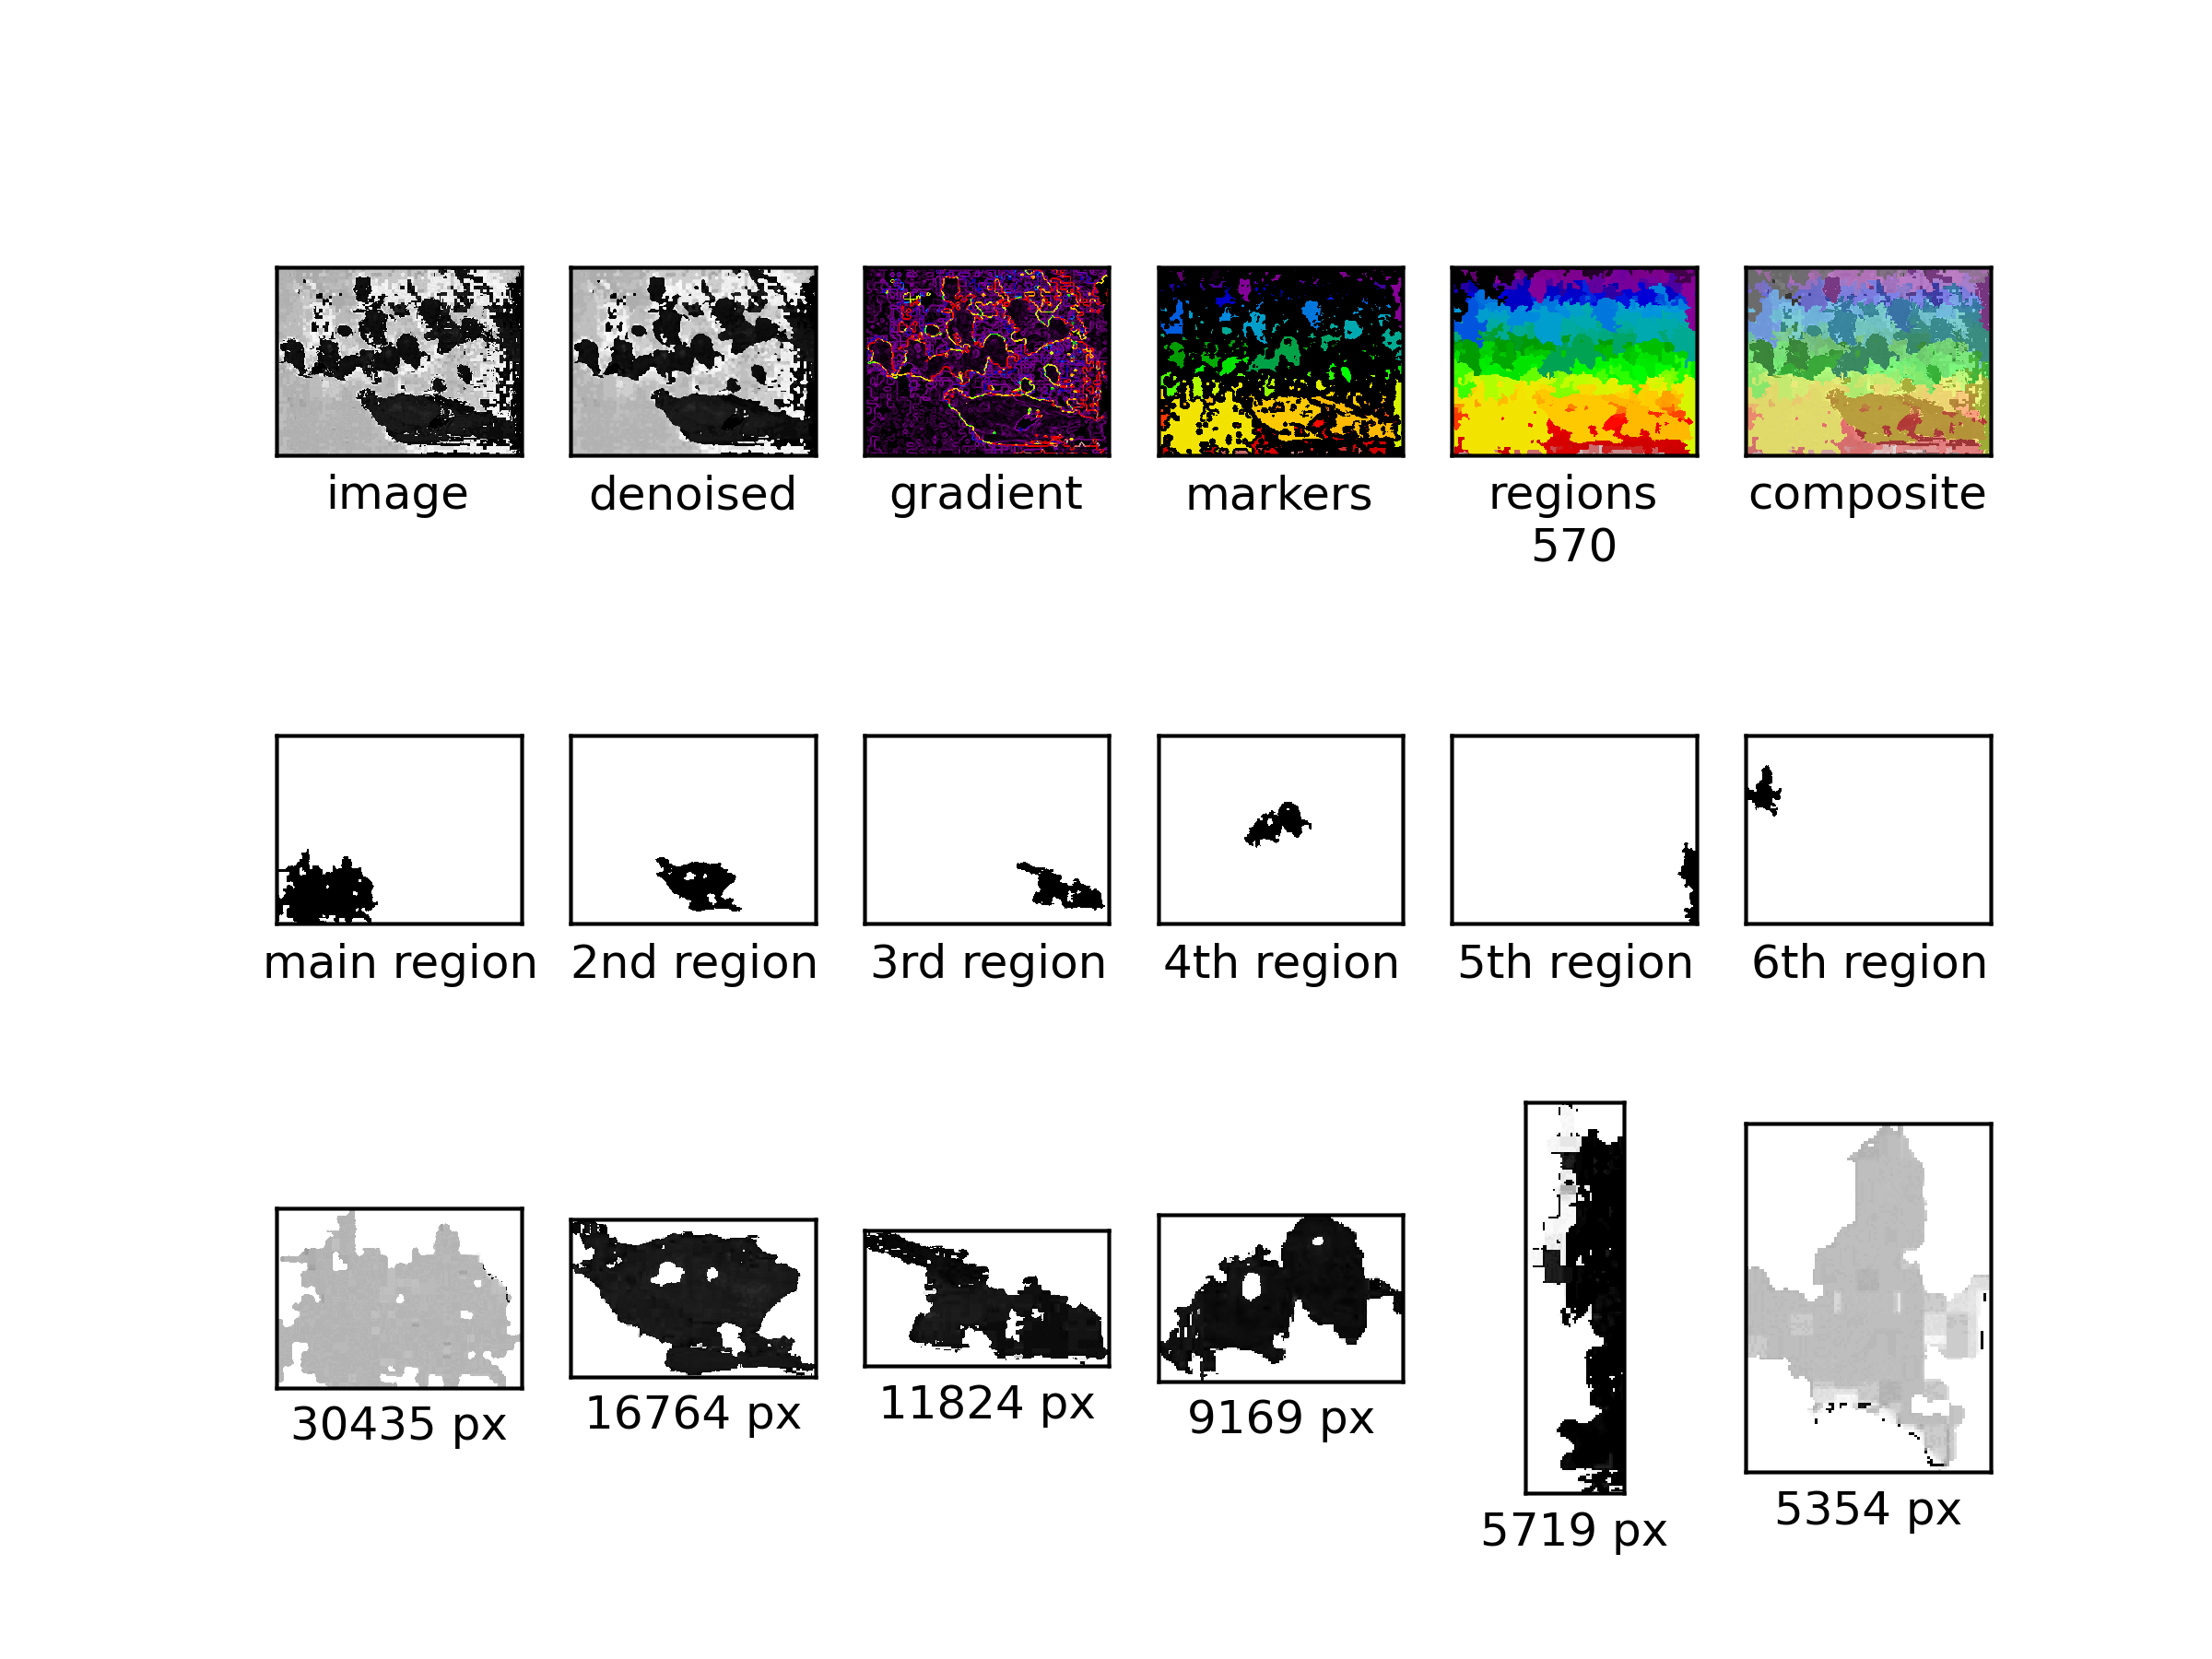 image
denoised
gradient
markers
regions
570
composite
main region
2nd region
3rd region
4th region
5th region
6th region
30435 px
16764 px
11824 px
9169 px
5719 px
5354 px